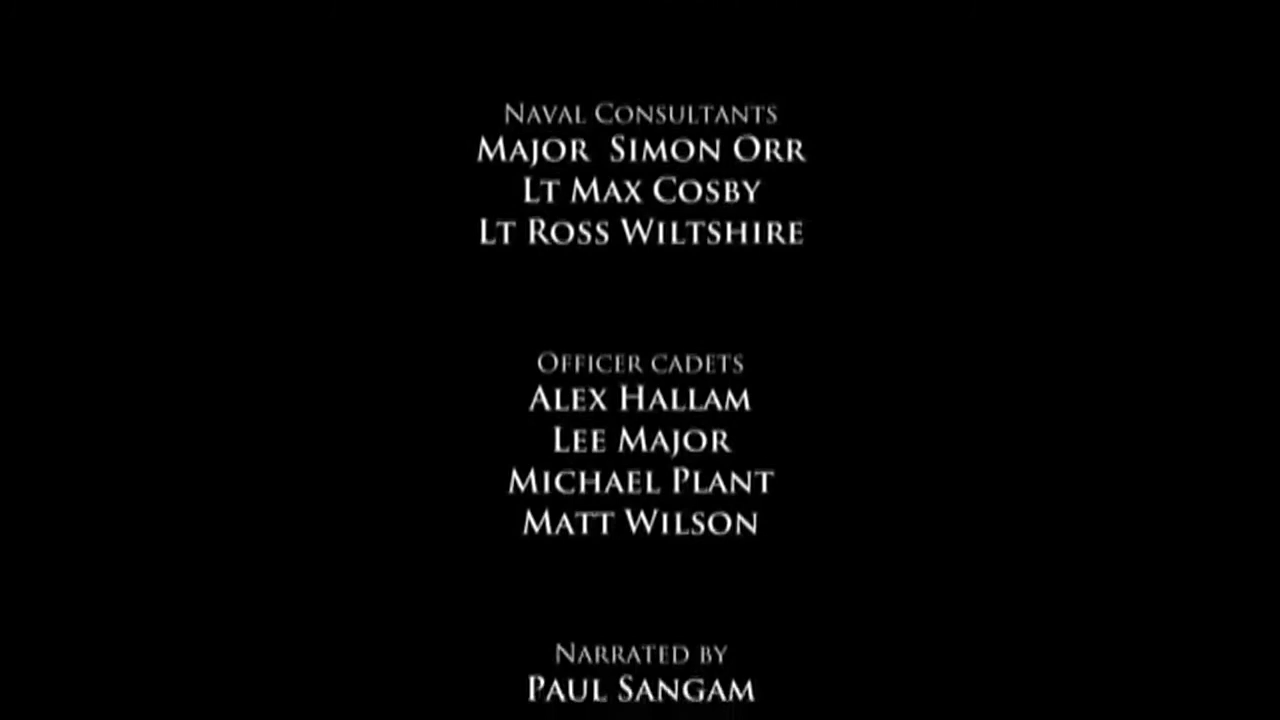 Naval Consultants
Major Simon Orr
Lt Max Cosby
Lt Ross Wiltshire
Officer cadets
Alex Hallam
Lee Major
Michael Plant
Matt Wilson
Narrated by
Paul Sangam